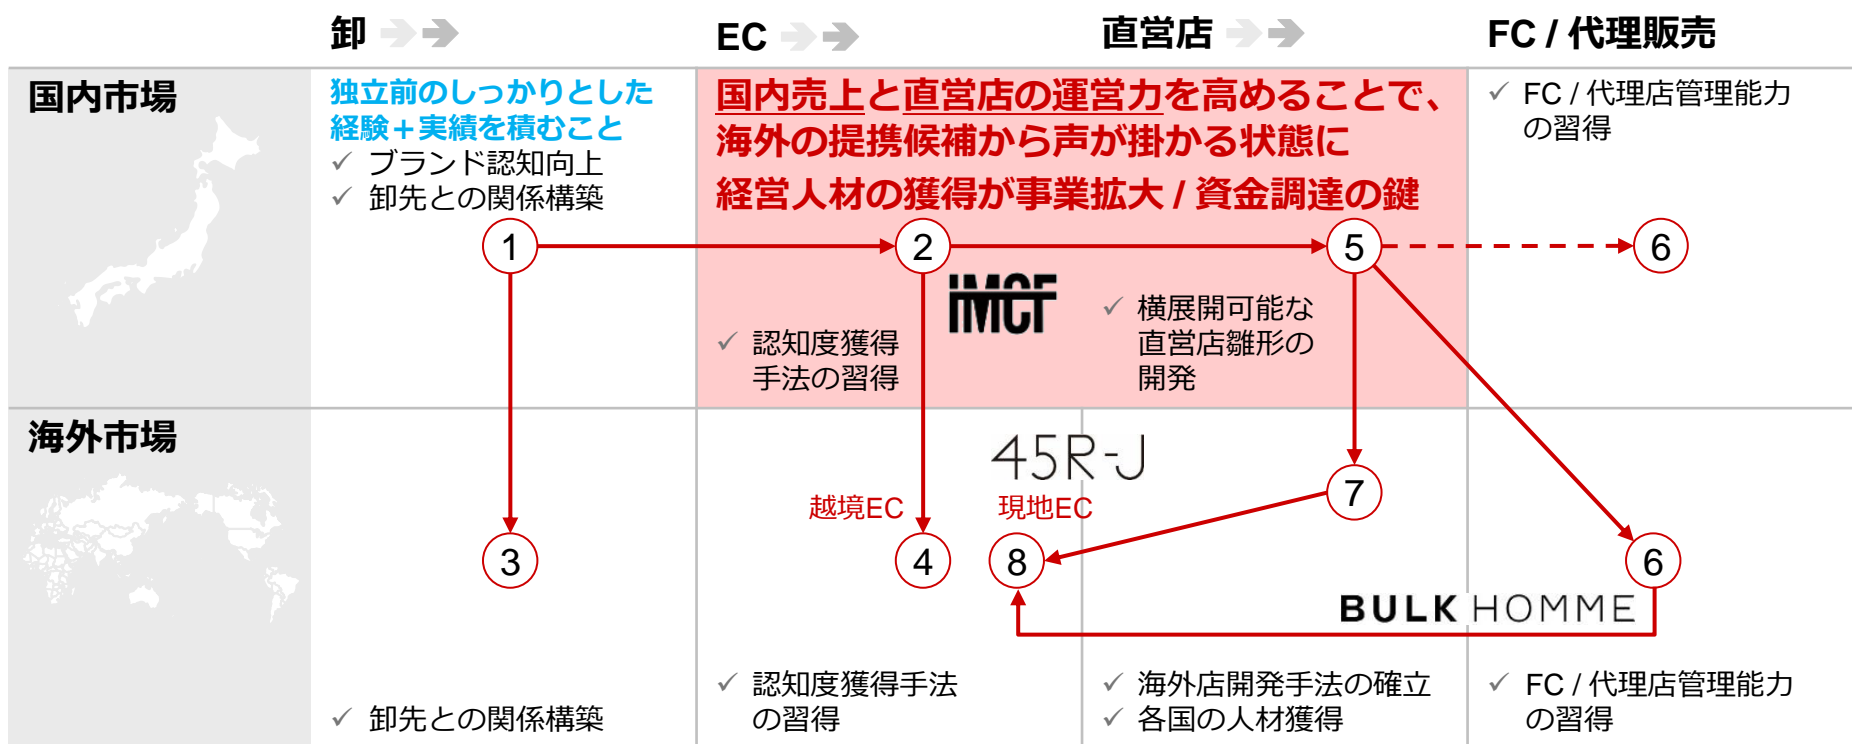 卸
EC
直営店
FC / 代理販売
国内市場
独立前のしっかりとした
経験＋実績を積むこと
✓ ブランド認知向上
✓ 卸先との関係構築
国内売上と直営店の運営力を高めることで、
海外の提携候補から声が掛かる状態に
経営人材の獲得が事業拡大 / 資金調達の鍵
✓ FC / 代理店管理能力
の習得
1
2
5
6
IMCF
✓ 認知度獲得
手法の習得
✓ 横展開可能な
直営店雛形の
開発
海外市場
45R-J
越境EC
現地EC
7
3
4
8
6
BULK HOMME
✓ 卸先との関係構築
✓ 認知度獲得手法
の習得
✓ 海外店開発手法の確立
✓ 各国の人材獲得
✓ FC / 代理店管理能力
の習得